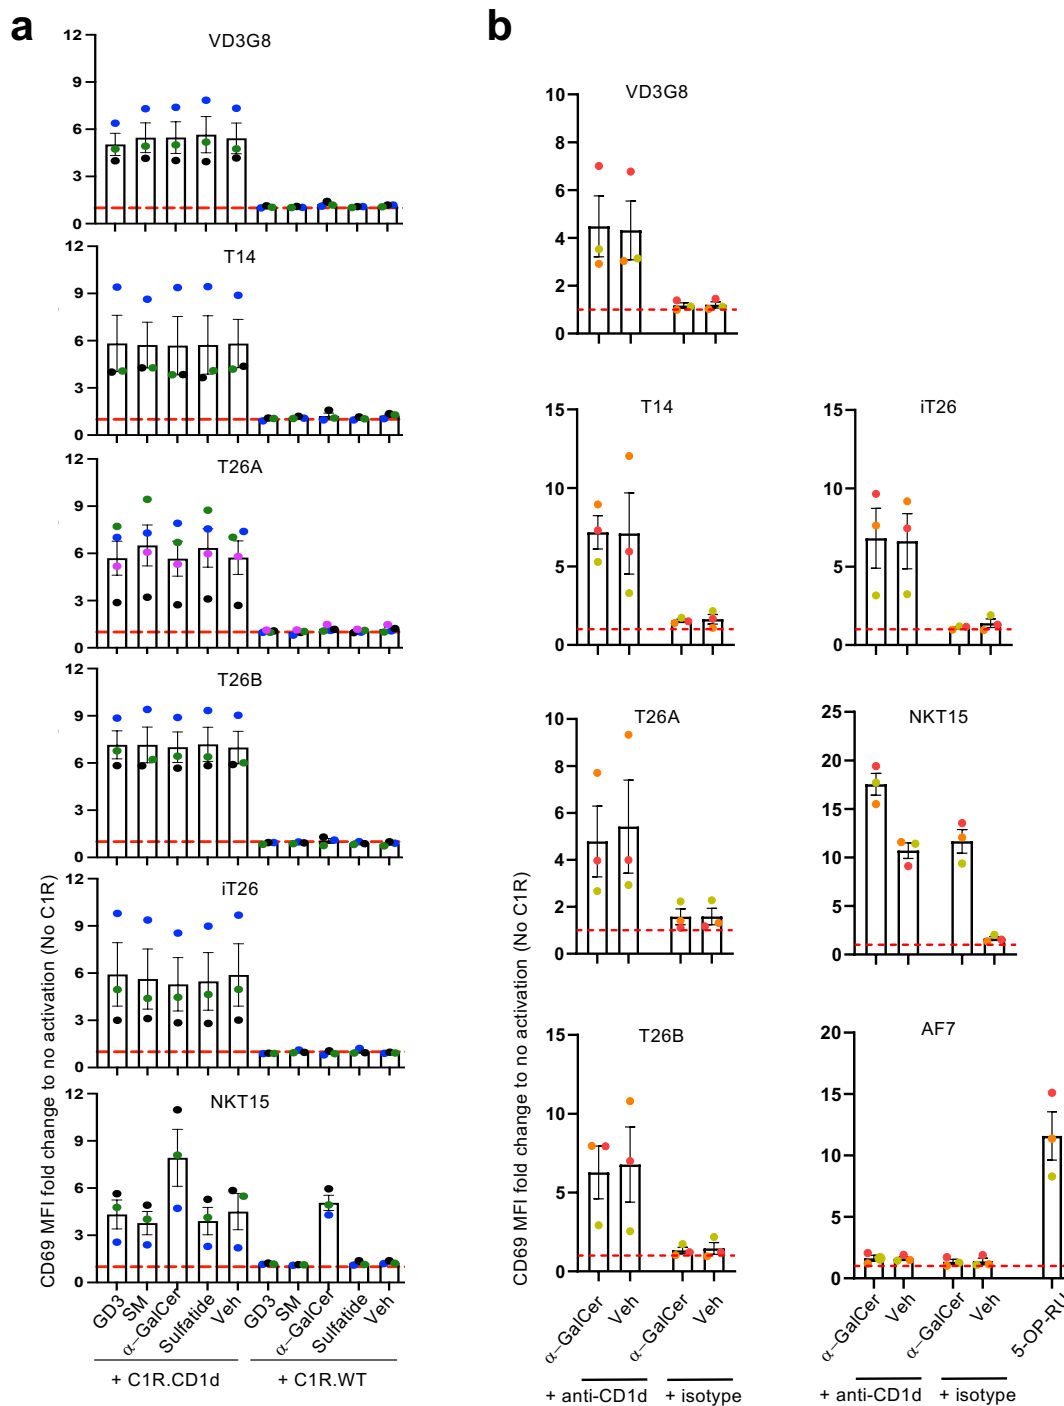 a
CD69 MFI fold change to no activation (No C1R)
VD3G8
12
9
6
3
0
T14
12
9
6
3
0
T26A
12
9
6
3
0
T26B
12
9
6
3
0
iT26
12
9
6
3
0
NKT15
12
9
6
3
0
GD3
SM
α–GalCer
Sulfatide
Veh
GD3
SM
α–GalCer
Sulfatide
Veh
+ C1R.CD1d
+ C1R.WT
b
CD69 MFI fold change to no activation (No C1R)
VD3G8
10
8
6
4
2
0
T14
15
10
5
0
iT26
15
10
5
0
T26A
10
8
6
4
2
0
NKT15
25
20
15
10
5
0
T26B
15
10
5
0
AF7
20
15
10
5
0
α–GalCer
Veh
α–GalCer
Veh
+ anti-CD1d
+ isotype
α–GalCer
Veh
α–GalCer
Veh
5-OP-RU
+ anti-CD1d
+ isotype